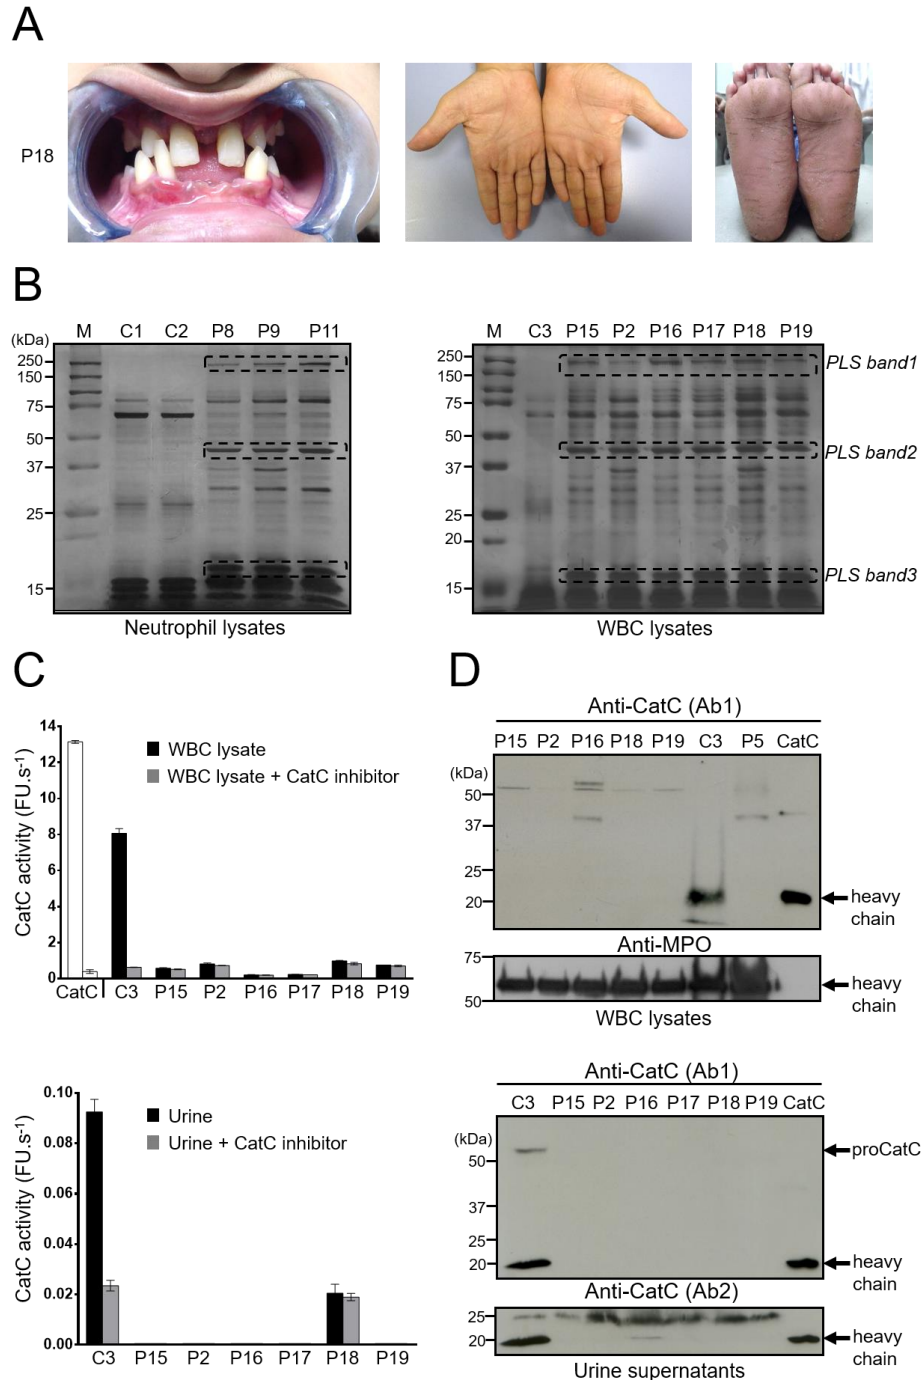 A
P18
B
(kDa)
M C1 C2 P8 P9 P11
250
150
75
50
37
25
15
Neutrophil lysates
M C3 P15 P2 P16 P17 P18 P19
250
150
75
50
37
25
20
15
PLS band1
PLS band2
PLS band3
WBC lysates
C
CatC activity (FU.s-1)
14
12
10
8
6
4
2
0
WBC lysate
WBC lysate + CatC inhibitor
CatC C3 P15 P2 P16 P17 P18 P19
CatC activity (FU.s-1)
0.10
0.08
0.06
0.04
0.02
0.00
Urine
Urine + CatC inhibitor
C3 P15 P2 P16 P17 P18 P19
D
Anti-CatC (Ab1)
P15 P2 P16 P18 P19 C3 P5 CatC
(kDa)
50
37
25
20
heavy
chain
Anti-MPO
75
50
heavy
chain
WBC lysates
Anti-CatC (Ab1)
C3 P15 P2 P16 P17 P18 P19 CatC
(kDa)
50
37
25
20
proCatC
heavy
chain
Anti-CatC (Ab2)
25
20
heavy
chain
Urine supernatants